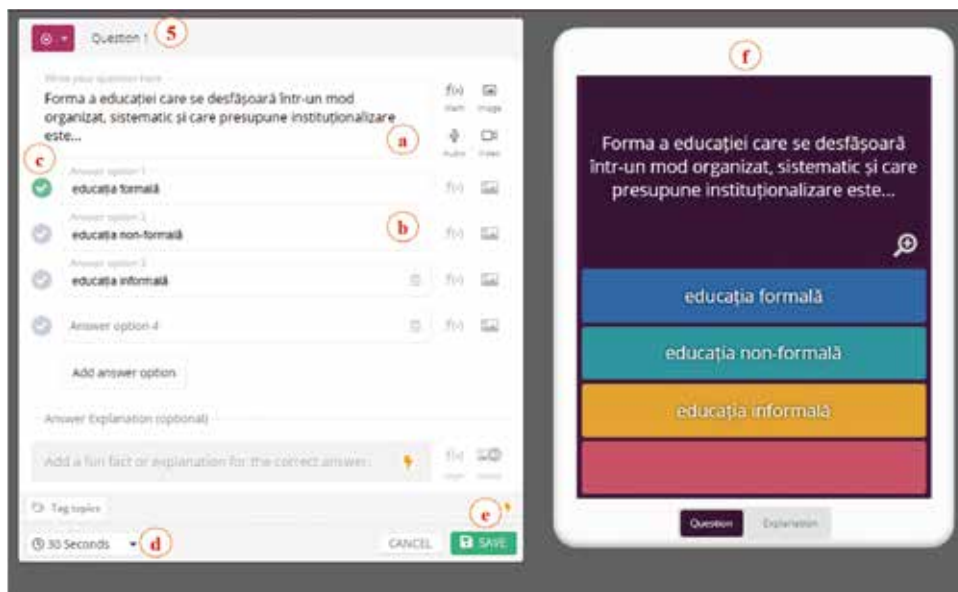 Question 1
5
Write your question here
Forma a educației care se desfășoară într-un mod
organizat, sistematic și care presupune instituționalizare
este...
f(x)
Math
Image
Audio
Video
a
c
Answer option 1
educația formală
f(x)
Answer option 2
educația non-formală
b
f(x)
Answer option 3
educația informală
f(x)
Answer option 4
f(x)
Add answer option
Answer Explanation (optional)
Add a fun fact or explanation for the correct answer.
f(x)
Tag topics
e
30 Seconds
d
CANCEL
SAVE
f
Forma a educației care se desfășoară
într-un mod organizat, sistematic și care
presupune instituționalizare este...
educația formală
educația non-formală
educația informală
Question
Explanation